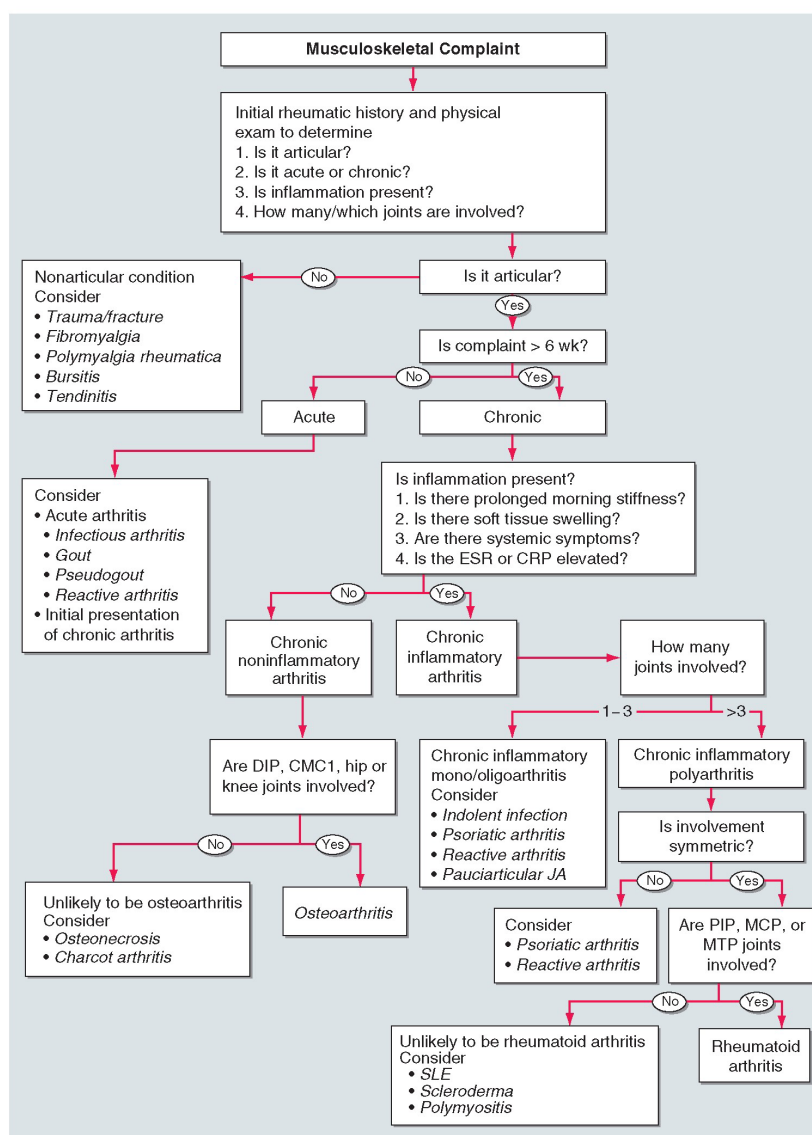 Musculoskeletal Complaint
Initial rheumatic history and physical
exam to determine
1. Is it articular?
2. Is it acute or chronic?
3. Is inflammation present?
4. How many/which joints are involved?
Is it articular?
No
Nonarticular condition
Consider
• Trauma/fracture
• Fibromyalgia
• Polymyalgia rheumatica
• Bursitis
• Tendinitis
Yes
Is complaint > 6 wk?
No
Yes
Acute
Chronic
Consider
• Acute arthritis
• Infectious arthritis
• Gout
• Pseudogout
• Reactive arthritis
• Initial presentation
of chronic arthritis
Is inflammation present?
1. Is there prolonged morning stiffness?
2. Is there soft tissue swelling?
3. Are there systemic symptoms?
4. Is the ESR or CRP elevated?
No
Yes
Chronic
noninflammatory
arthritis
Chronic
inflammatory
arthritis
How many
joints involved?
1–3
>3
Are DIP, CMC1, hip or
knee joints involved?
Chronic inflammatory
mono/oligoarthritis
Consider
• Indolent infection
• Psoriatic arthritis
• Reactive arthritis
• Pauciarticular JA
Chronic inflammatory
polyarthritis
Is involvement
symmetric?
No
Yes
Unlikely to be osteoarthritis
Consider
• Osteonecrosis
• Charcot arthritis
Osteoarthritis
No
Yes
Consider
• Psoriatic arthritis
• Reactive arthritis
Are PIP, MCP, or
MTP joints
involved?
No
Yes
Unlikely to be rheumatoid arthritis
Consider
• SLE
• Scleroderma
• Polymyositis
Rheumatoid
arthritis